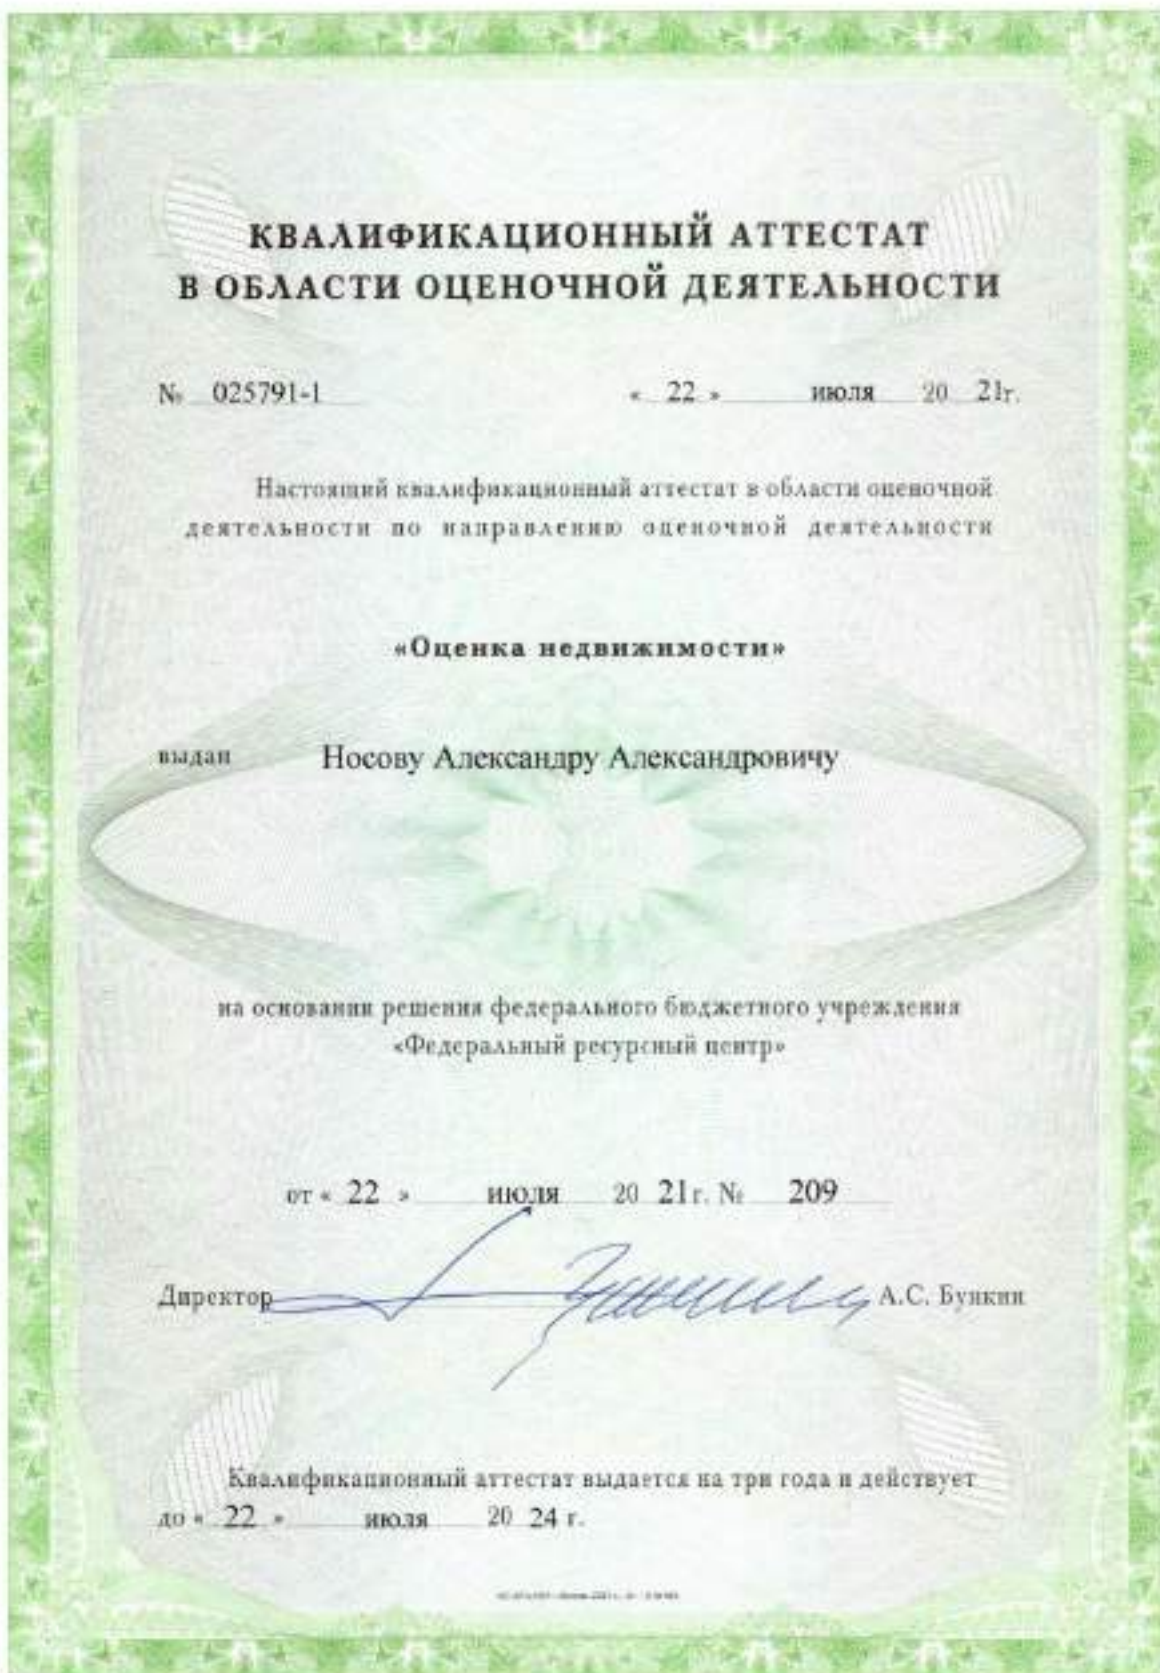 КВАЛИФИКАЦИОННЫЙ АТТЕСТАТ
В ОБЛАСТИ ОЦЕНОЧНОЙ ДЕЯТЕЛЬНОСТИ
№ 025791-1 « 22 » июля 20 21г.
Настоящий квалификационный аттестат в области оценочной
деятельности по направлению оценочной деятельности
«Оценка недвижимости»
выдан Носову Александру Александровичу
на основании решения федерального бюджетного учреждения
«Федеральный ресурсный центр»
от « 22 » июля 20 21г. № 209
Директор А.С. Бункин
Квалификационный аттестат выдается на три года и действует
до « 22 » июля 20 24 г.